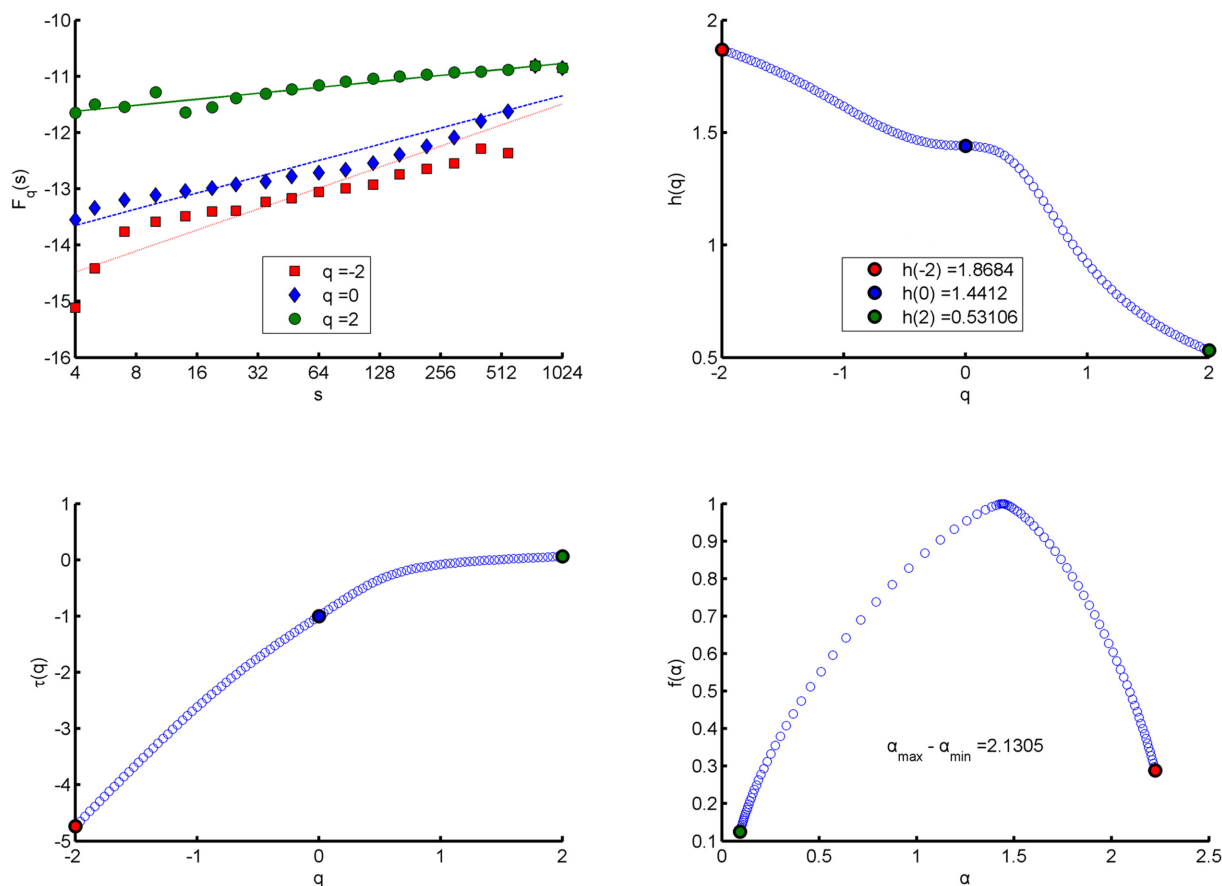 -10
-11
-12
-13
-14
-15
-16
F_q(s)
q =-2
q =0
q =2
4 8 16 32 64 128 256 512 1024
s
2
1.5
1
0.5
h(q)
h(-2) =1.8684
h(0) =1.4412
h(2) =0.53106
-2 -1 0 1 2
q
1
0
-1
-2
-3
-4
-5
τ(q)
-2 -1 0 1 2
q
1
0.9
0.8
0.7
0.6
0.5
0.4
0.3
0.2
0.1
f(α)
α_max - α_min =2.1305
0 0.5 1 1.5 2 2.5
α